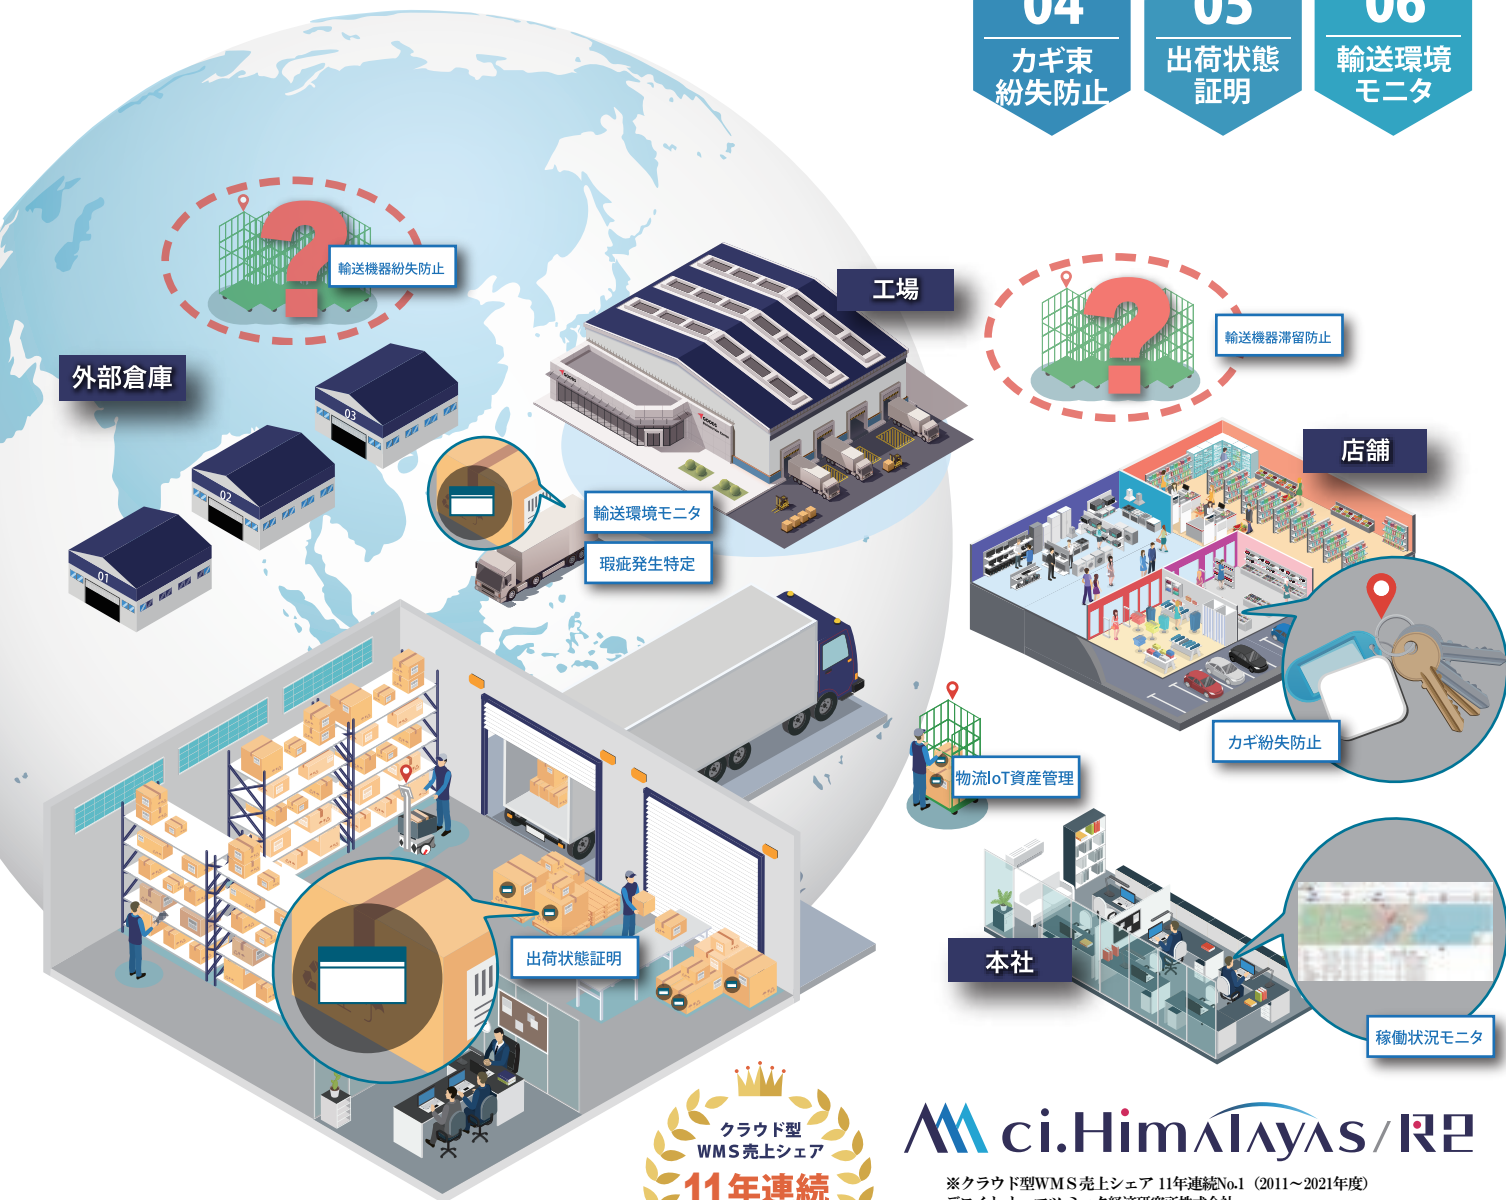 04
カギ束
紛失防止
05
出荷状態
証明
06
輸送環境
モニタ
輸送機器紛失防止
工場
輸送機器滞留防止
外部倉庫
店舗
03
02
01
輸送環境モニタ
瑕疵発生特定
カギ紛失防止
物流IoT資産管理
出荷状態証明
本社
稼働状況モニタ
クラウド型
WMS売上シェア
11年連続
ci.Himalayas/R2
※クラウド型WMS売上シェア 11年連続No.1（2011～2021年度）